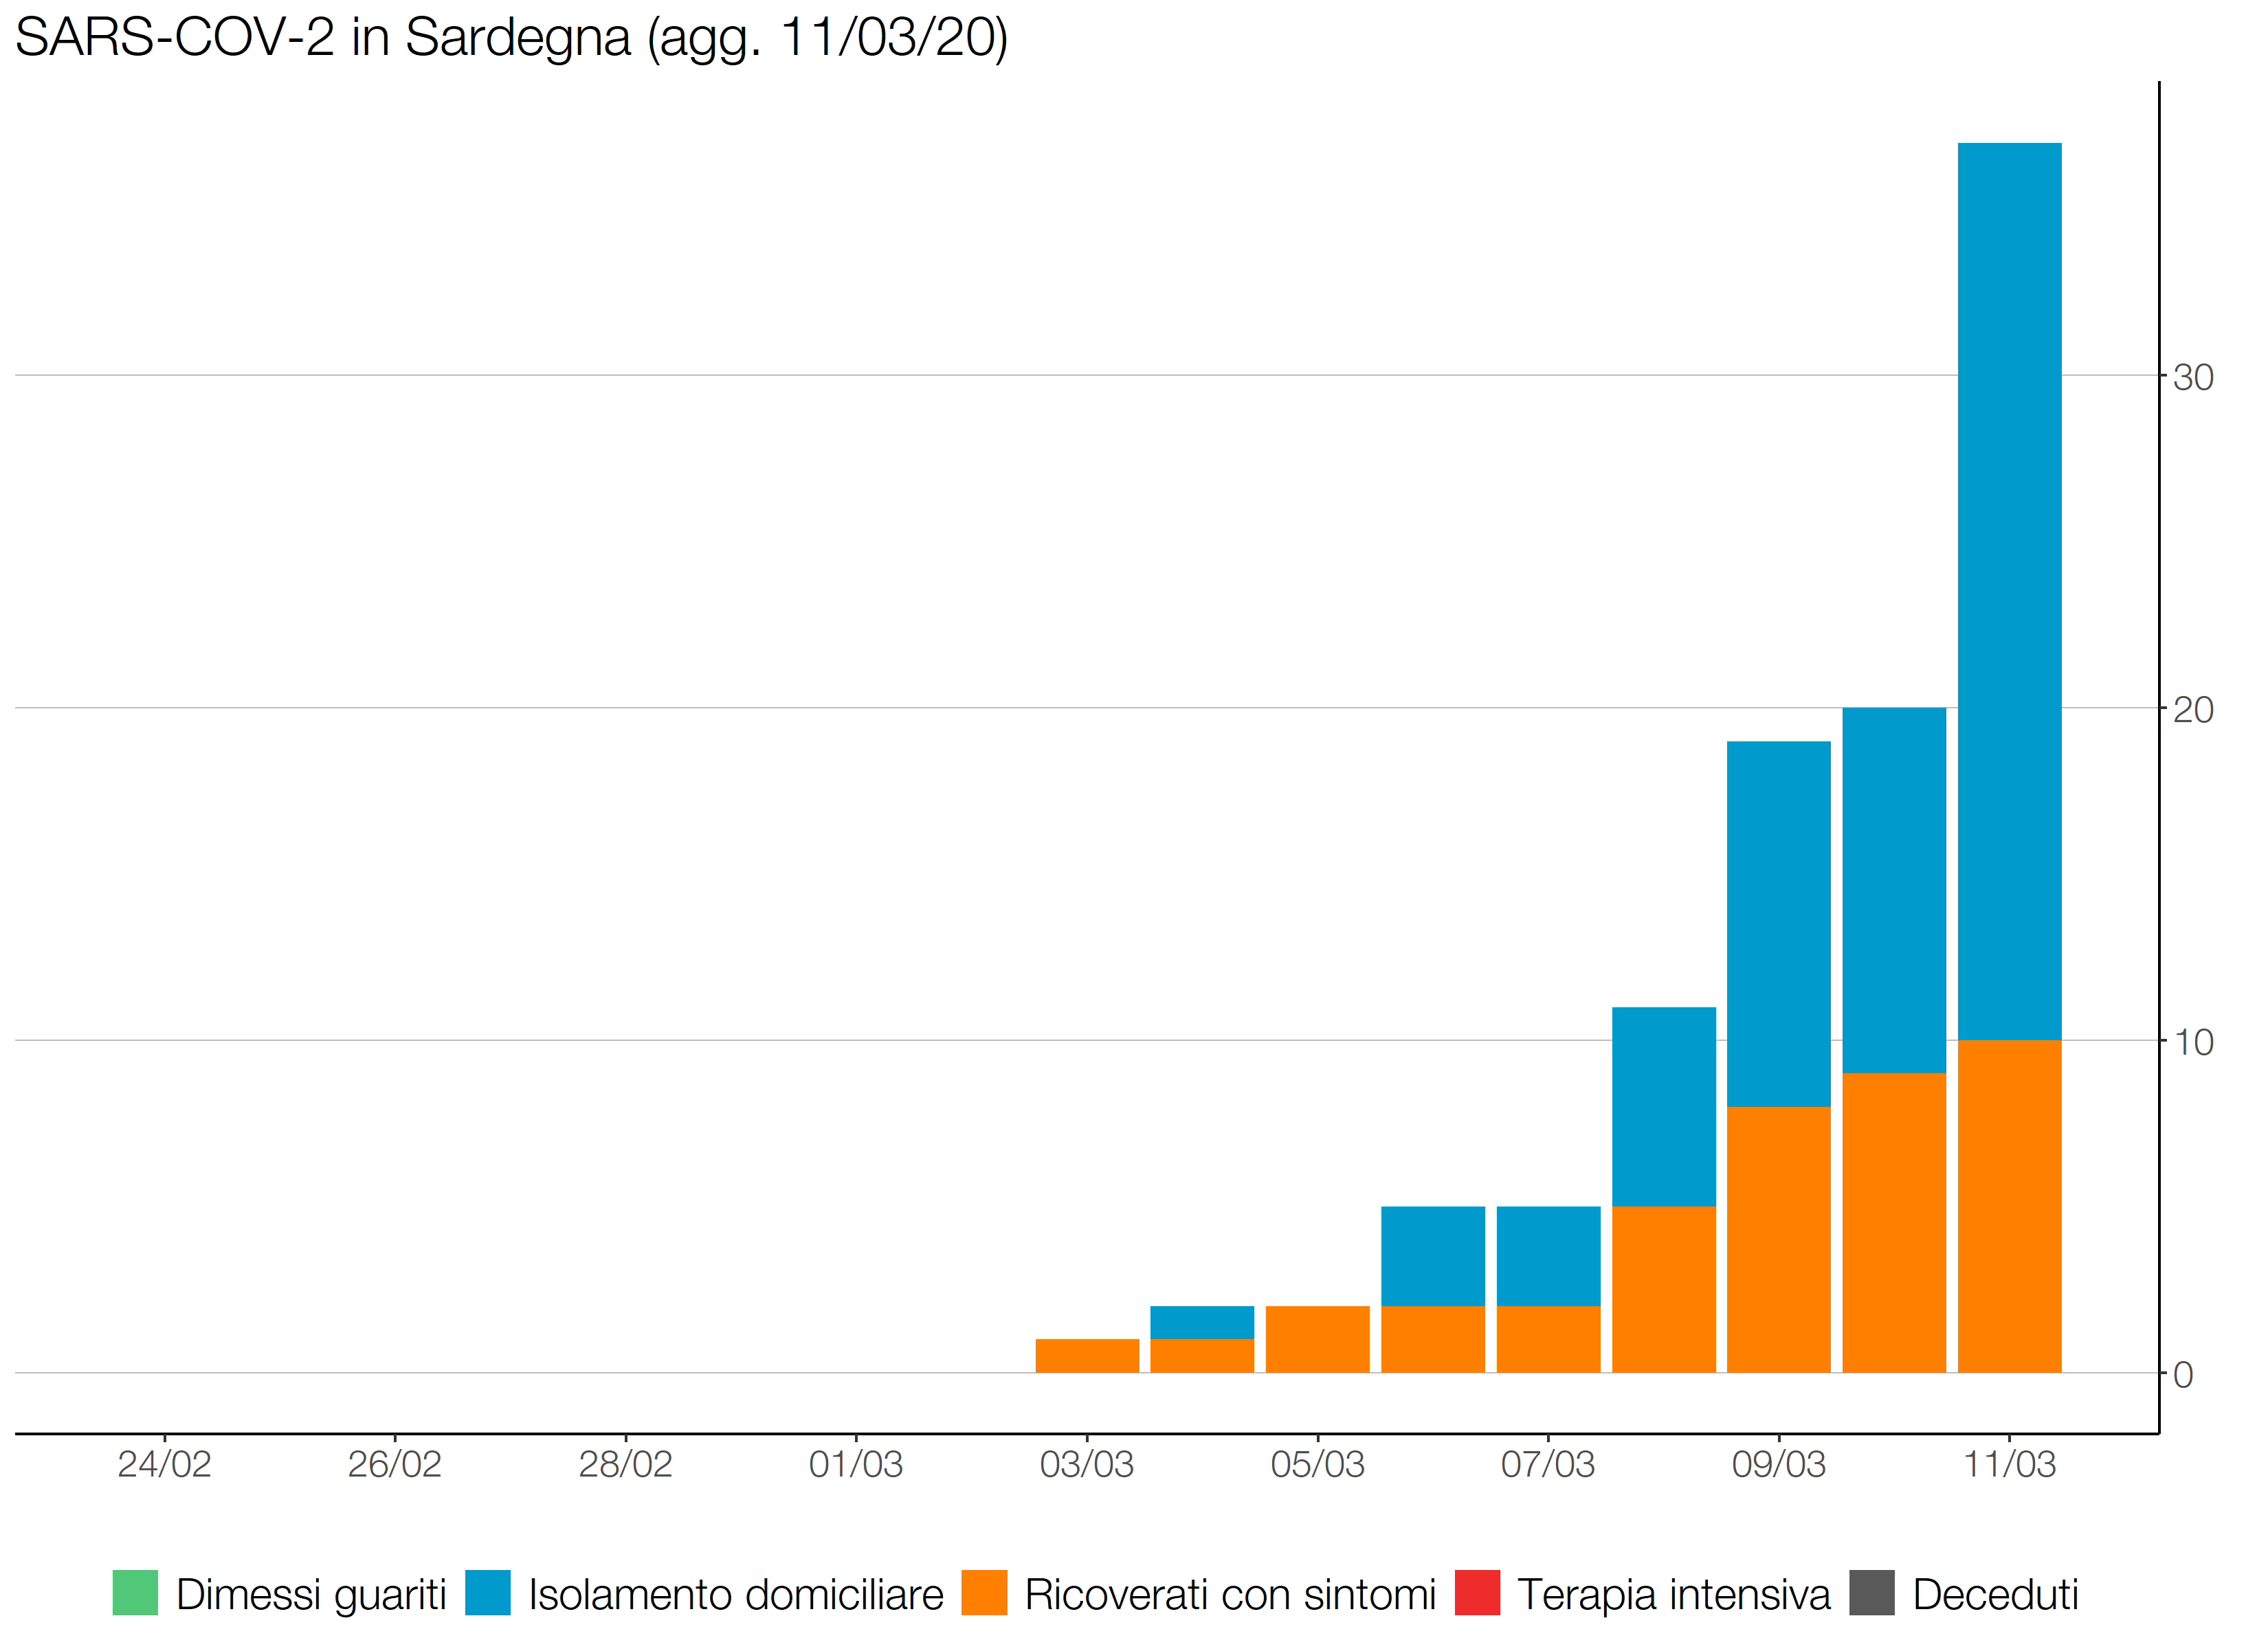 SARS-COV-2 in Sardegna (agg. 11/03/20)
30
20
10
0
24/02 26/02 28/02 01/03 03/03 05/03 07/03 09/03 11/03
Dimessi guariti Isolamento domiciliare Ricoverati con sintomi Terapia intensiva Deceduti